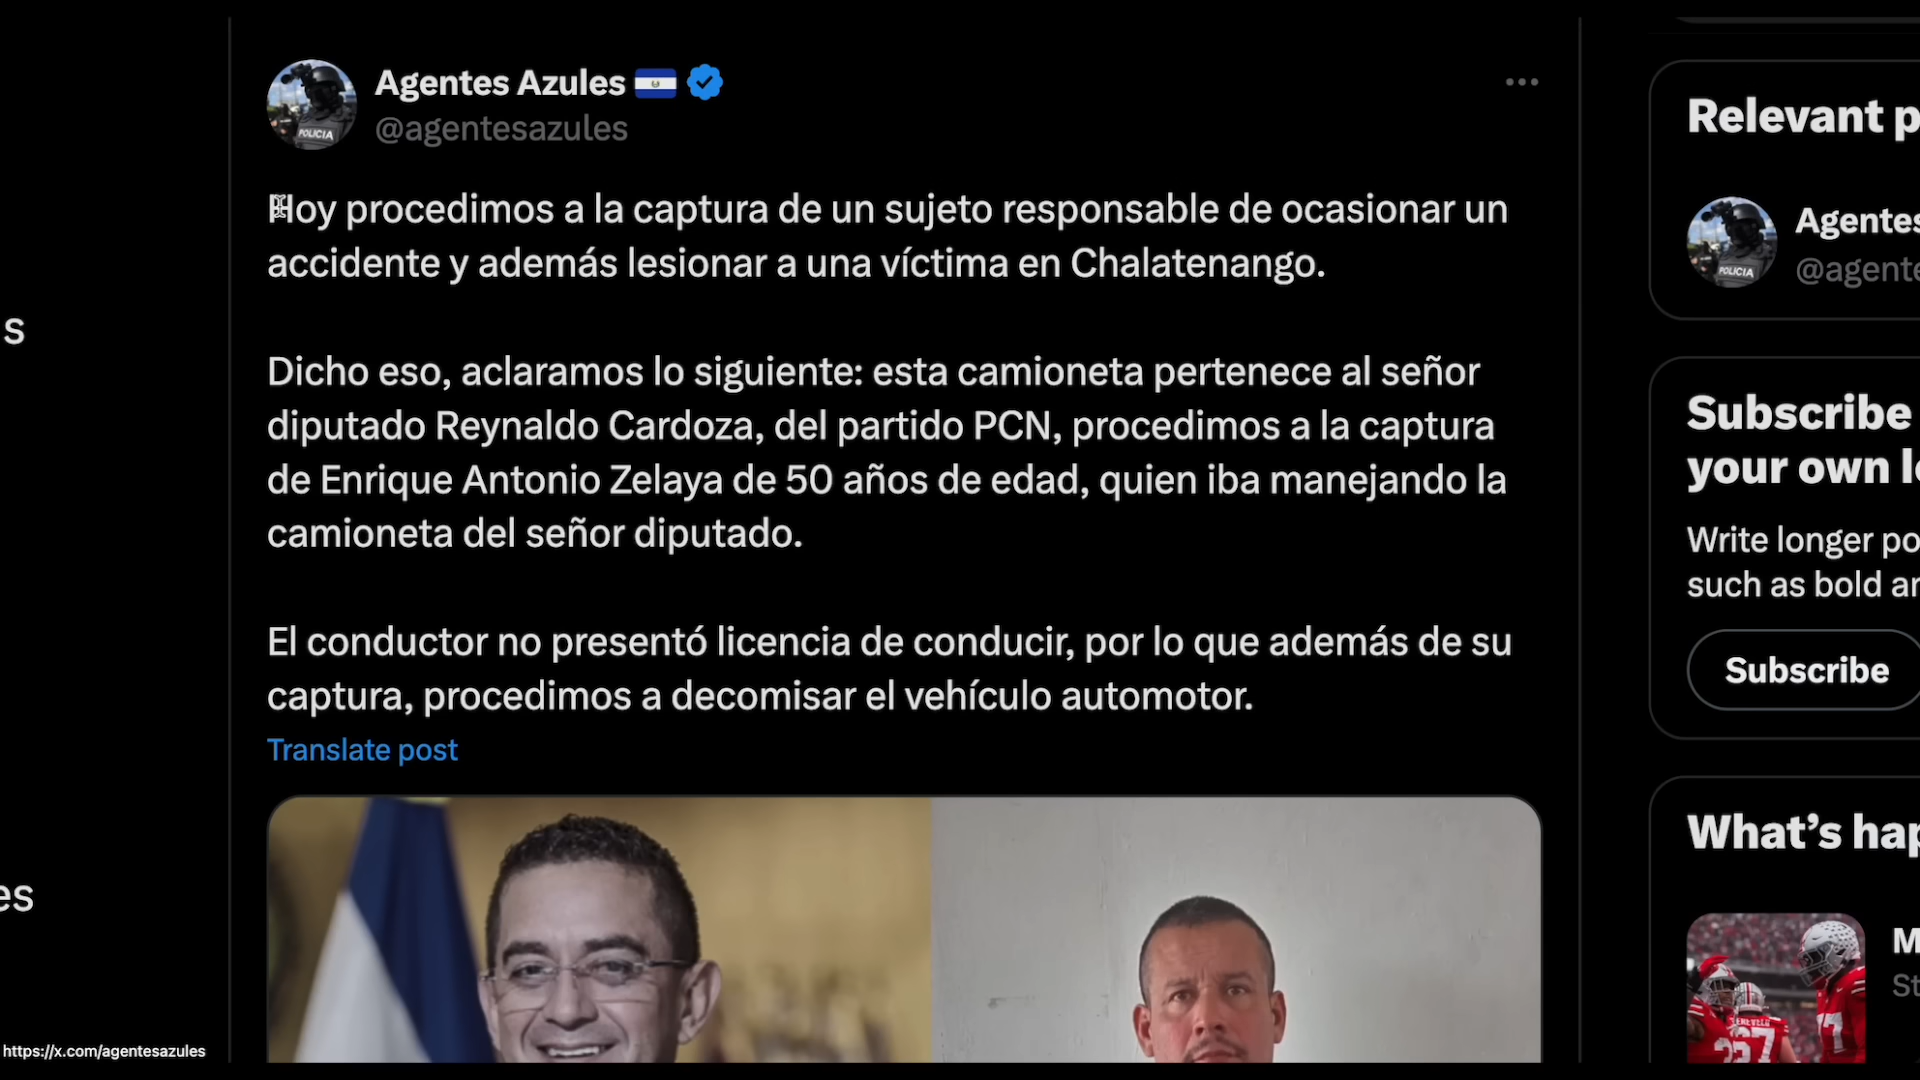 Agentes Azules
@agentesazules
Hoy procedimos a la captura de un sujeto responsable de ocasionar un
accidente y además lesionar a una víctima en Chalatenango.
Dicho eso, aclaramos lo siguiente: esta camioneta pertenece al señor
diputado Reynaldo Cardoza, del partido PCN, procedimos a la captura
de Enrique Antonio Zelaya de 50 años de edad, quien iba manejando la
camioneta del señor diputado.
El conductor no presentó licencia de conducir, por lo que además de su
captura, procedimos a decomisar el vehículo automotor.
Translate post
POLICIA
s
es
https://x.com/agentesazules
Relevant p
Agentes
@agente
POLICIA
Subscribe
your own l
Write longer po
such as bold ar
Subscribe
What's hap
M
St